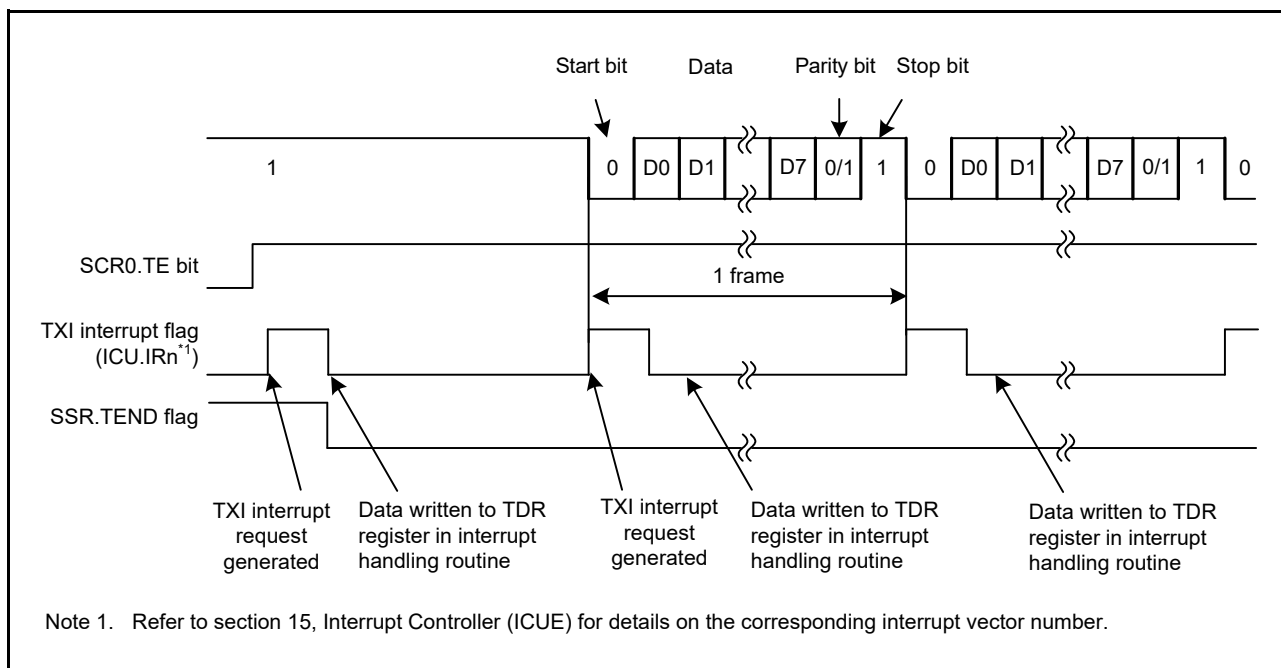 Start bit Data Parity bit Stop bit
1 0 D0 D1 D7 0/1 1 0 D0 D1 D7 0/1 1 0
SCR0.TE bit
1 frame
TXI interrupt flag
(ICU.IRn*1)
SSR.TEND flag
TXI interrupt
request
generated
Data written to TDR
register in interrupt
handling routine
TXI interrupt
request
generated
Data written to TDR
register in interrupt
handling routine
Data written to TDR
register in interrupt
handling routine
Note 1. Refer to section 15, Interrupt Controller (ICUE) for details on the corresponding interrupt vector number.